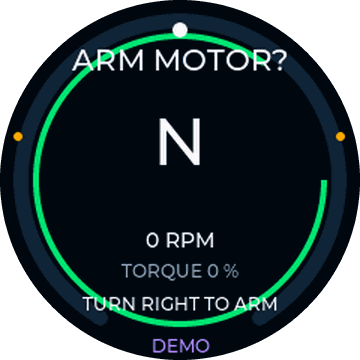 ARM MOTOR?
N
0 RPM
TORQUE 0 %
TURN RIGHT TO ARM
DEMO